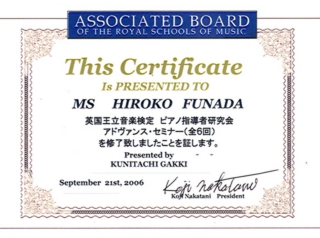 ASSOCIATED BOARD
OF THE ROYAL SCHOOLS OF MUSIC
This Certificate
Is PRESENTED TO
MS HIROKO FUNADA
英国王立音楽検定 ピアノ指導者研究会
アドヴァンス・セミナー(全6回)
を修了致しましたことを証します。
Presented by
KUNITACHI GAKKI
September 21st, 2006
Koji Nakatani
Koji Nakatani President